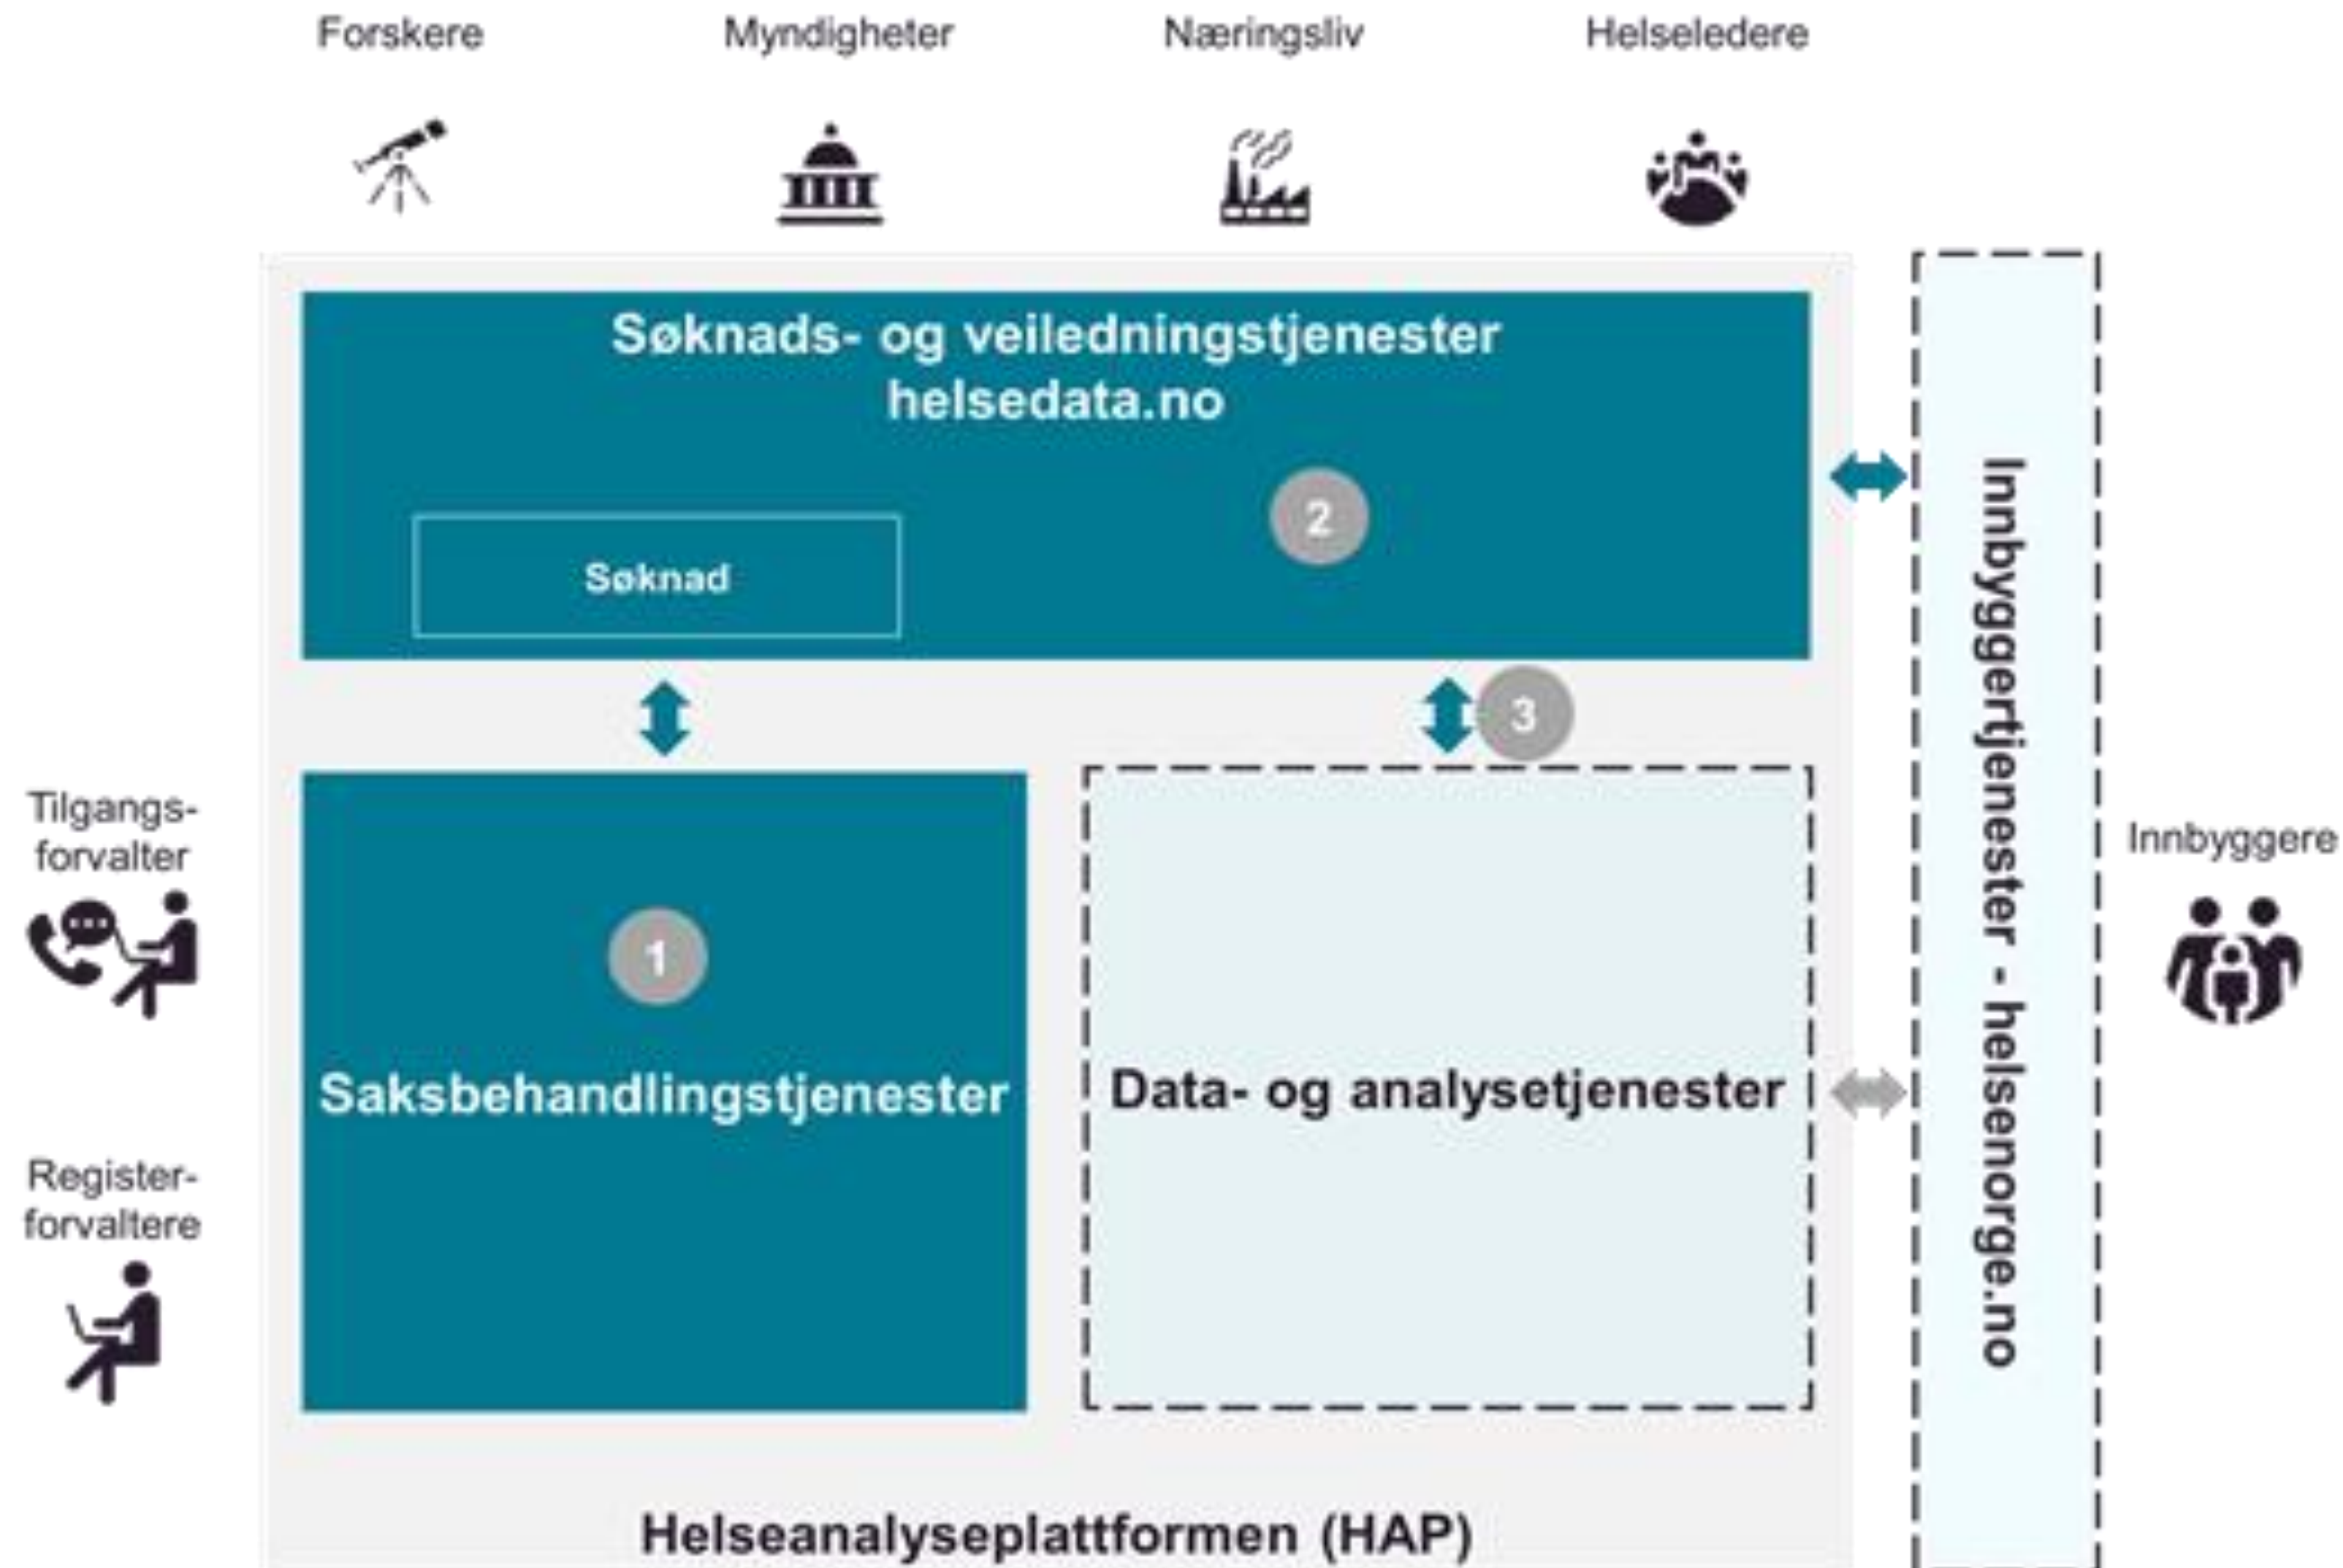 Forskere
Myndigheter
Næringsliv
Helseledere
Søknads- og veiledningstjenester
helsedata.no
2
Søknad
3
Tilgangs-
forvalter
1
Saksbehandlingstjenester
Data- og analysetjenester
Register-
forvaltere
Innbyggertjenester - helsenorge.no
Innbyggere
Helseanalyseplattformen (HAP)